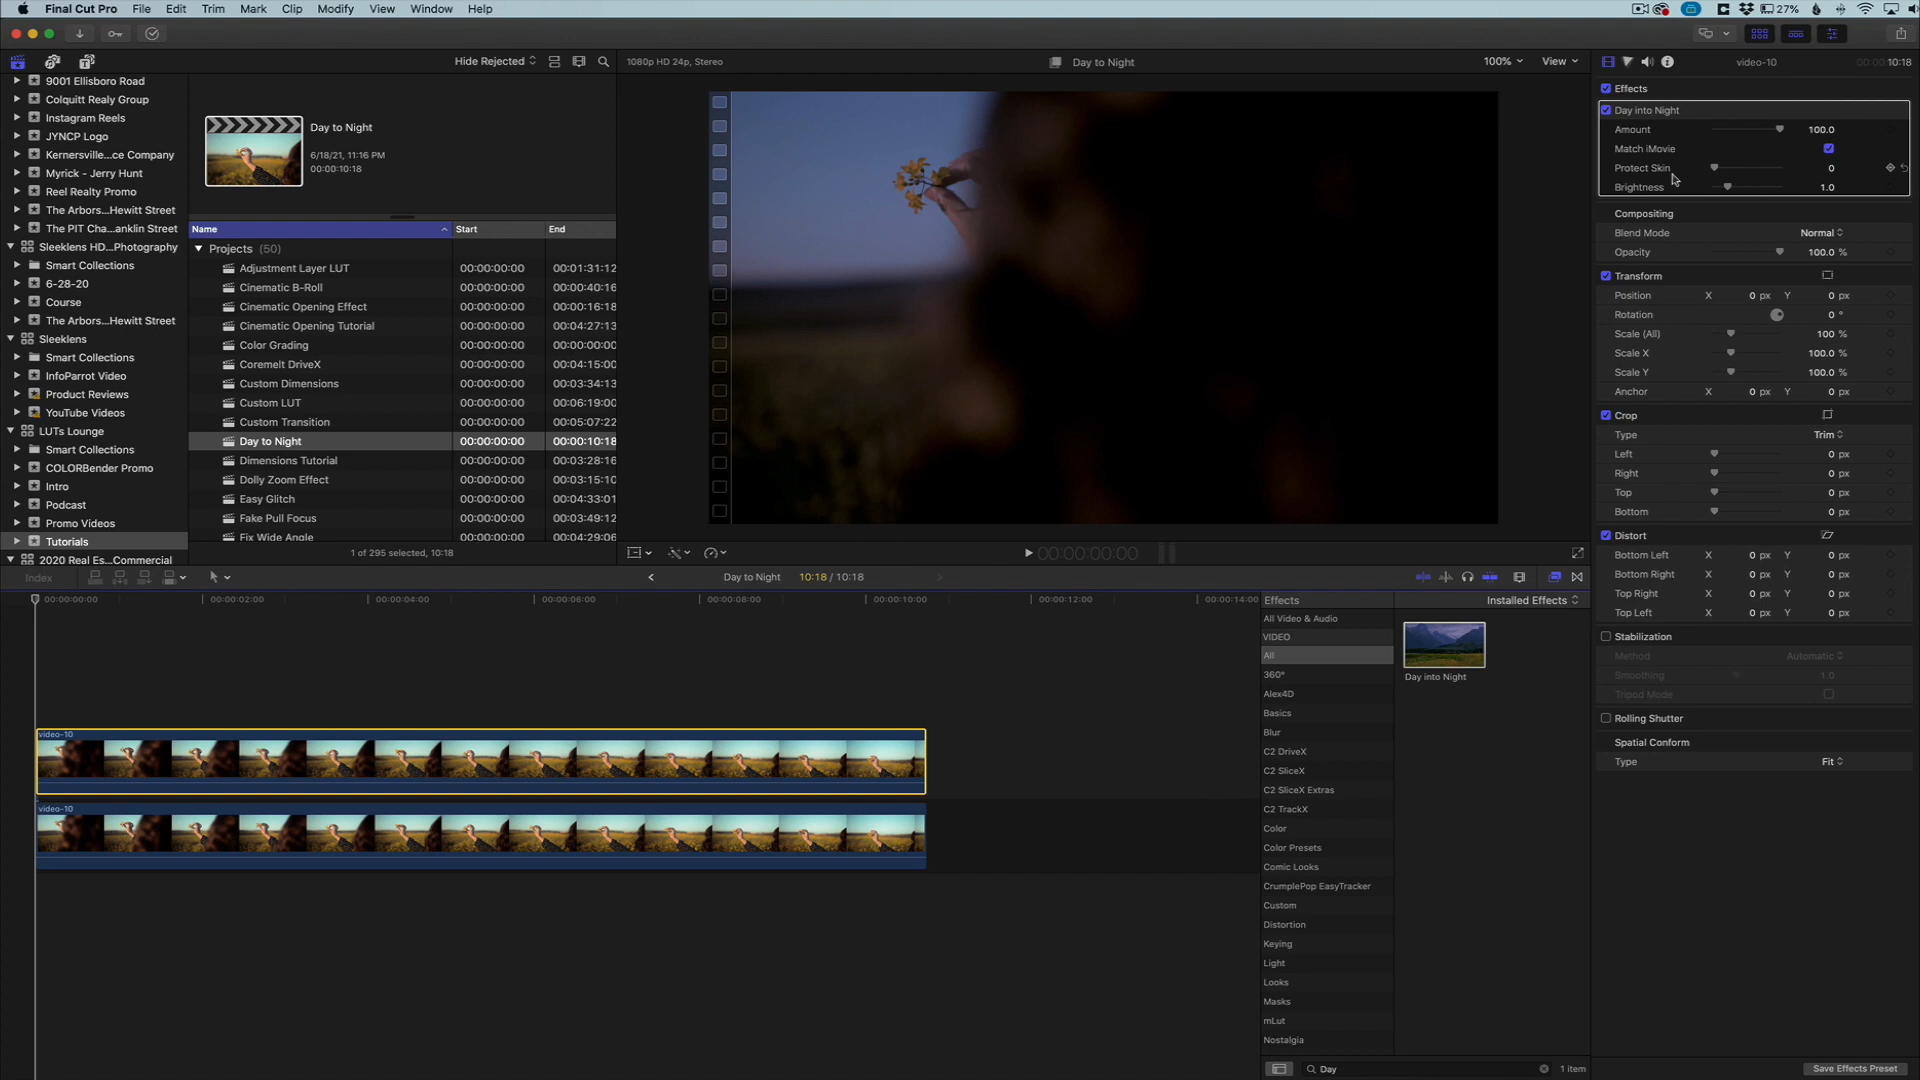 Final Cut Pro File Edit Trim Mark Clip Modify View Window Help 27%
Hide Rejected
1080p HD 24p, Stereo
Day to Night
100% View
video-10
00:00:00 10:18
9001 Ellisboro Road
Colquitt Realy Group
Instagram Reels
JYNCP Logo
Kernersville...ce Company
Myrick - Jerry Hunt
Reel Realty Promo
The Arbors...Hewitt Street
The PIT Cha...anklin Street
Sleeklens HD...Photography
Smart Collections
6-28-20
Course
The Arbors...Hewitt Street
Sleeklens
Smart Collections
InfoParrot Video
Product Reviews
YouTube Videos
LUTs Lounge
Smart Collections
COLORBender Promo
Intro
Podcast
Promo Videos
Tutorials
2020 Real Es...Commercial
Day to Night
6/18/21, 11:16 PM
00:00:10:18
Name Start End
Projects (50)
Adjustment Layer LUT 00:00:00:00 00:01:31:12
Cinematic B-Roll 00:00:00:00 00:00:40:16
Cinematic Opening Effect 00:00:00:00 00:00:16:18
Cinematic Opening Tutorial 00:00:00:00 00:04:27:13
Color Grading 00:00:00:00 00:00:00:00
Coremelt DriveX 00:00:00:00 00:04:15:00
Custom Dimensions 00:00:00:00 00:03:34:13
Custom LUT 00:00:00:00 00:06:19:00
Custom Transition 00:00:00:00 00:05:07:22
Day to Night 00:00:00:00 00:00:10:18
Dimensions Tutorial 00:00:00:00 00:03:28:16
Dolly Zoom Effect 00:00:00:00 00:03:15:10
Easy Glitch 00:00:00:00 00:04:33:01
Fake Pull Focus 00:00:00:00 00:03:49:12
Fix Wide Angle 00:00:00:00 00:04:29:06
1 of 295 selected, 10:18
00:00:00:00
Effects
Day into Night
Amount 100.0
Match iMovie
Protect Skin 0
Brightness 1.0
Compositing
Blend Mode Normal
Opacity 100.0 %
Transform
Position X 0 px Y 0 px
Rotation 0 °
Scale (All) 100 %
Scale X 100.0 %
Scale Y 100.0 %
Anchor X 0 px Y 0 px
Crop
Type Trim
Left 0 px
Right 0 px
Top 0 px
Bottom 0 px
Distort
Bottom Left X 0 px Y 0 px
Bottom Right X 0 px Y 0 px
Top Right X 0 px Y 0 px
Top Left X 0 px Y 0 px
Stabilization
Method Automatic
Smoothing 1.0
Tripod Mode
Rolling Shutter
Spatial Conform
Type Fit
Save Effects Preset
Index
Day to Night 10:18 / 10:18
00:00:00:00 00:00:02:00 00:00:04:00 00:00:06:00 00:00:08:00 00:00:10:00 00:00:12:00 00:00:14:00
video-10
video-10
Effects Installed Effects
All Video & Audio
VIDEO
All
360°
Alex4D
Basics
Blur
C2 DriveX
C2 SliceX
C2 SliceX Extras
C2 TrackX
Color
Color Presets
Comic Looks
CrumplePop EasyTracker
Custom
Distortion
Keying
Light
Looks
Masks
mLut
Nostalgia
Day into Night
Day
1 item